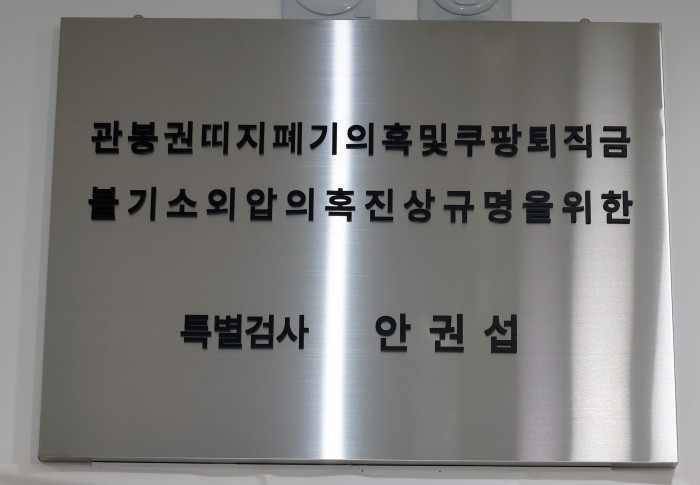 관봉권띠지폐기의혹및쿠팡퇴직금
불기소외압의혹진상규명을위한
특별검사 안권섭